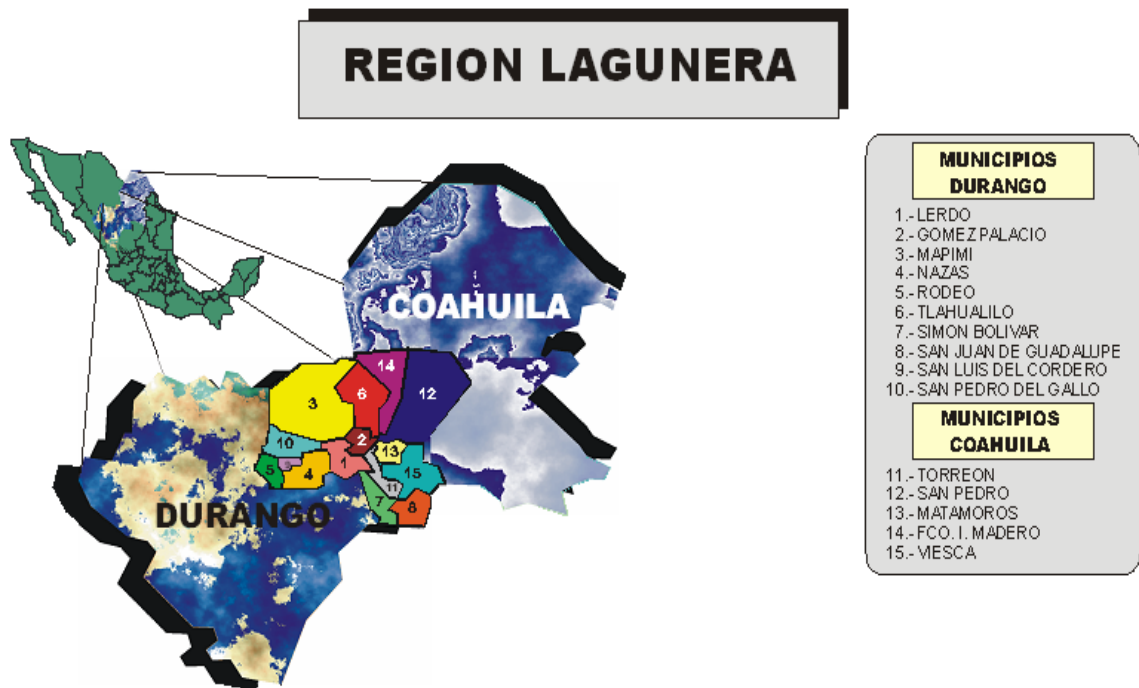 REGION LAGUNERA
COAHUILA
14
6
12
3
2
10
13
1
15
5
9
4
11
DURANGO
7
8
MUNICIPIOS
DURANGO
1.- LERDO
2.- GOMEZ PALACIO
3.- MAPIMI
4.- NAZAS
5.- RODEO
6.- TLAHUALILO
7.- SIMON BOLIVAR
8.- SAN JUAN DE GUADALUPE
9.- SAN LUIS DEL CORDERO
10.- SAN PEDRO DEL GALLO
MUNICIPIOS
COAHUILA
11.- TORREON
12.- SAN PEDRO
13.- MATAMOROS
14.- FCO. I. MADERO
15.- VIESCA